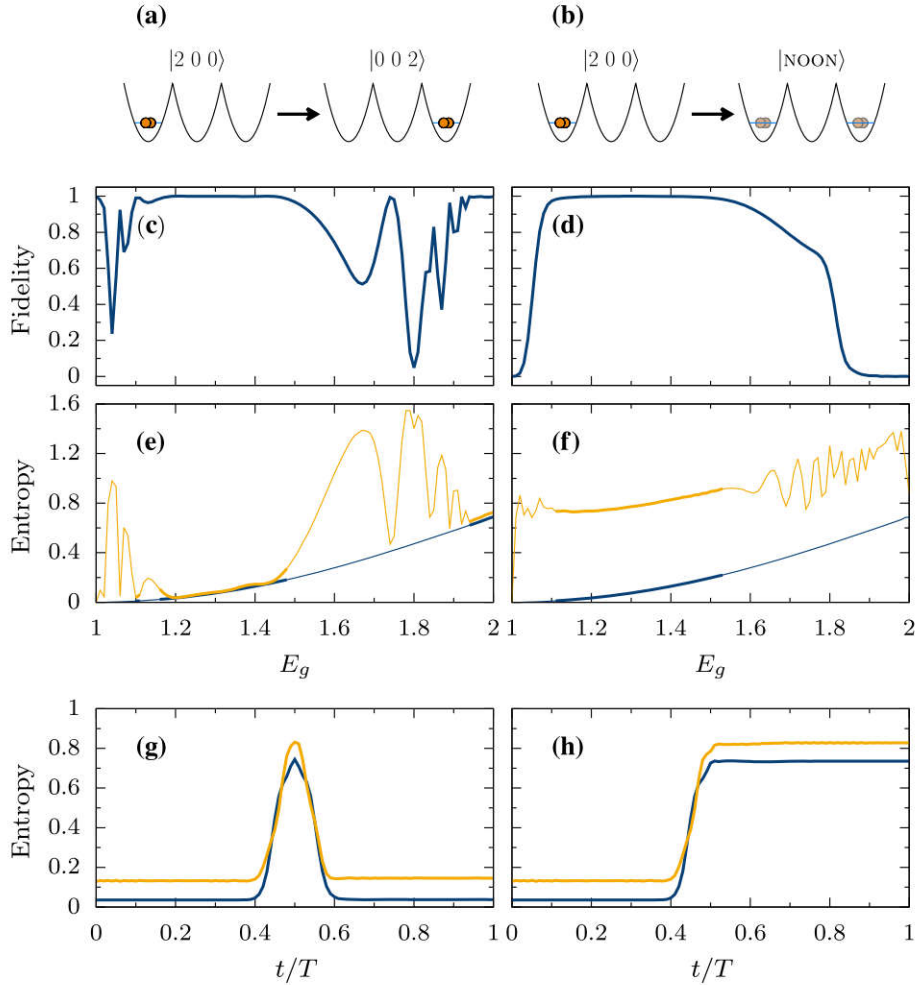 (a) (b)
|2 0 0⟩ |0 0 2⟩ |2 0 0⟩ |NOON⟩
(c) (d)
Fidelity
1
0.8
0.6
0.4
0.2
0
(e) (f)
Entropy
1.6
1.2
0.8
0.4
0
1 1.2 1.4 1.6 1.8 2 1 1.2 1.4 1.6 1.8 2
E_g E_g
(g) (h)
Entropy
1
0.8
0.6
0.4
0.2
0
0 0.2 0.4 0.6 0.8 1 0 0.2 0.4 0.6 0.8 1
t/T t/T